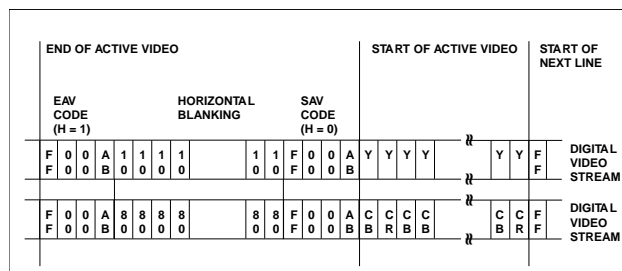 END OF ACTIVE VIDEO
START OF ACTIVE VIDEO
START OF
NEXT LINE
EAV
CODE
(H = 1)
HORIZONTAL
BLANKING
SAV
CODE
(H = 0)
F 0 0 A 1 1 1 1 1 1 F 0 0 A Y Y Y Y Y Y F
F 0 0 B 0 0 0 0 0 0 F 0 0 B F
DIGITAL
VIDEO
STREAM
F 0 0 A 8 8 8 8 8 8 F 0 0 A C C C C C C F
F 0 0 B 0 0 0 0 0 0 F 0 0 B B R B B B R F
DIGITAL
VIDEO
STREAM